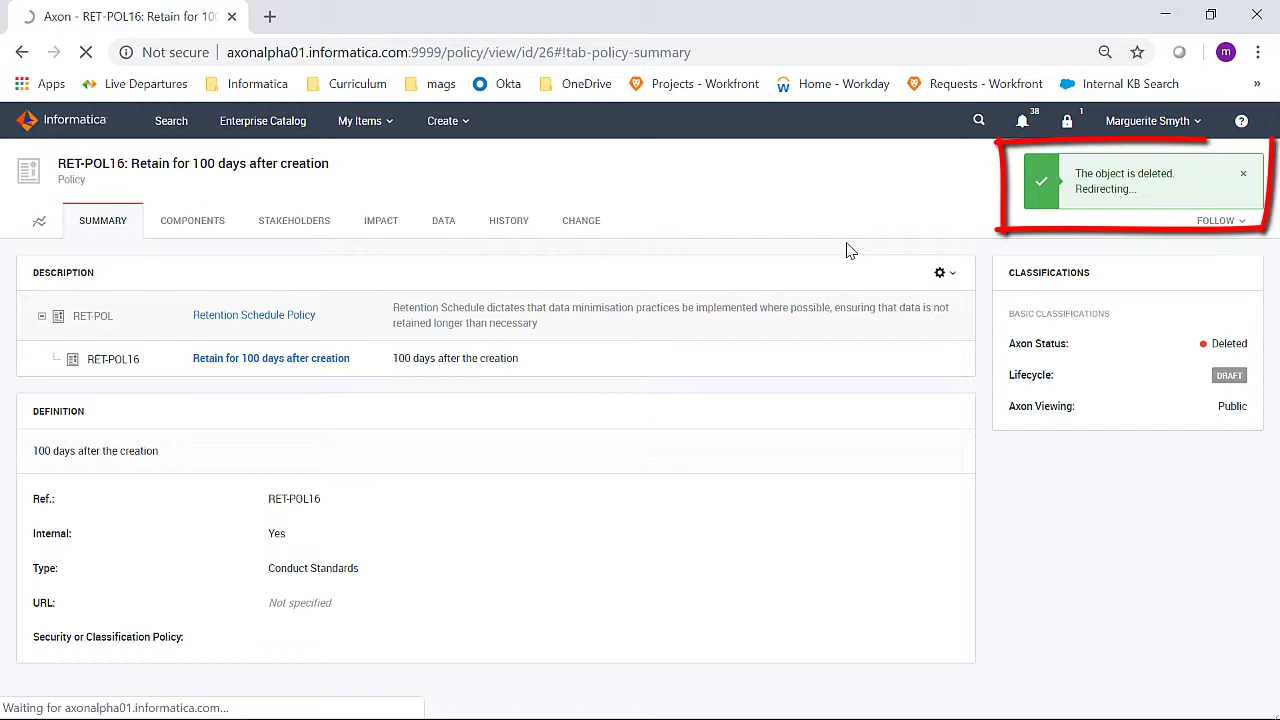 Axon - RET-POL16: Retain for 100
Not secure
axonalpha01.informatica.com:9999/policy/view/id/26#!tab-policy-summary
m
Apps
Live Departures
Informatica
Curriculum
mags
Okta
OneDrive
Projects - Workfront
Home - Workday
Requests - Workfront
Internal KB Search
»
Informatica
Search
Enterprise Catalog
My Items
Create
38
1
Marguerite Smyth
?
RET-POL16: Retain for 100 days after creation
Policy
The object is deleted.
Redirecting...
SUMMARY
COMPONENTS
STAKEHOLDERS
IMPACT
DATA
HISTORY
CHANGE
FOLLOW
DESCRIPTION
RET-POL
Retention Schedule Policy
Retention Schedule dictates that data minimisation practices be implemented where possible, ensuring that data is not
retained longer than necessary
RET-POL16
Retain for 100 days after creation
100 days after the creation
DEFINITION
100 days after the creation
Ref.:
RET-POL16
Internal:
Yes
Type:
Conduct Standards
URL:
Not specified
Security or Classification Policy:
CLASSIFICATIONS
BASIC CLASSIFICATIONS
Axon Status:
Deleted
Lifecycle:
DRAFT
Axon Viewing:
Public
Waiting for axonalpha01.informatica.com...